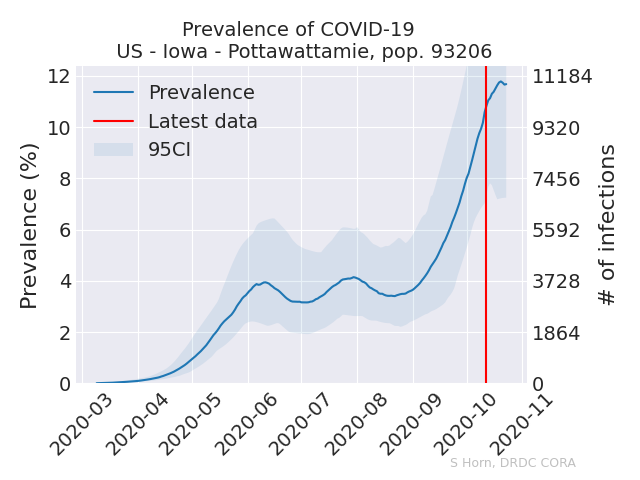 Prevalence of COVID-19
US - Iowa - Pottawattamie, pop. 93206
Prevalence (%)
12
10
8
6
4
2
0
Prevalence
Latest data
95CI
11184
9320
7456
5592
3728
1864
0
# of infections
2020-03
2020-04
2020-05
2020-06
2020-07
2020-08
2020-09
2020-10
2020-11
S Horn, DRDC CORA